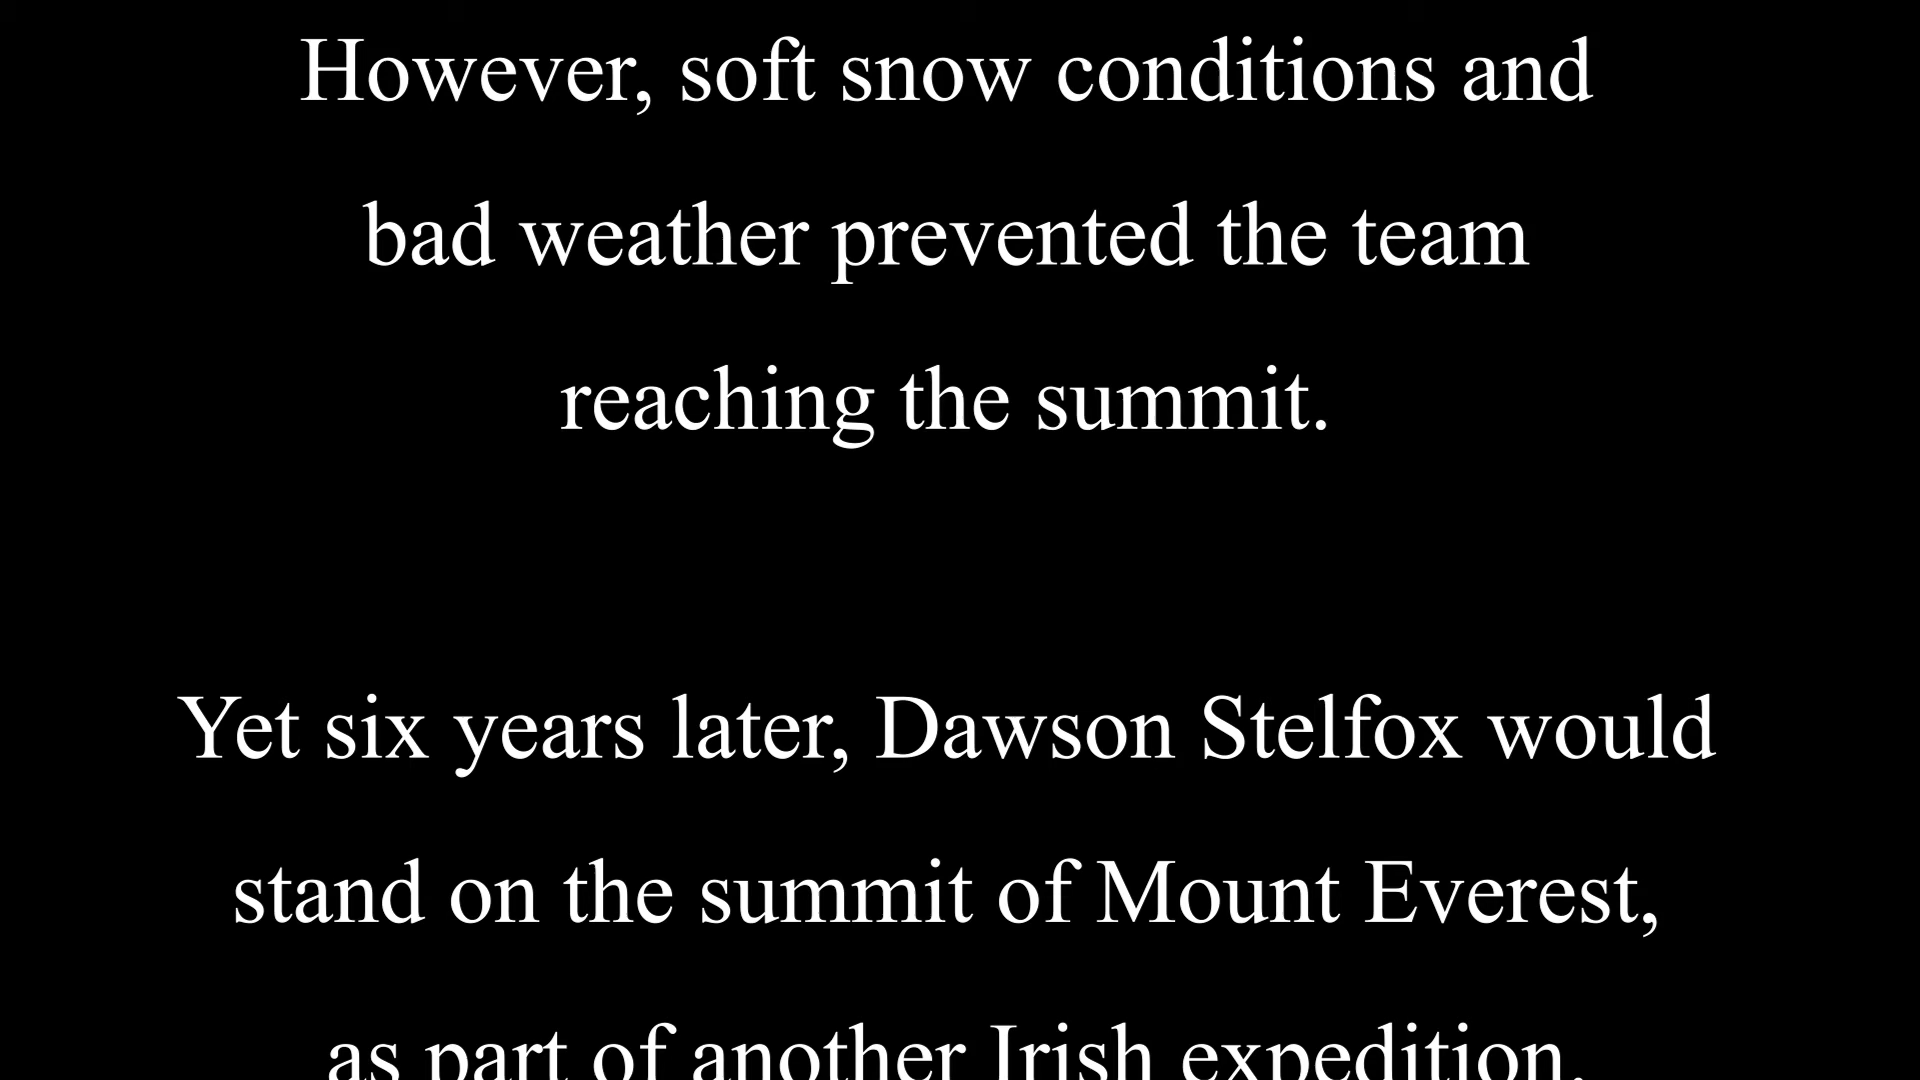 However, soft snow conditions and
bad weather prevented the team
reaching the summit.
Yet six years later, Dawson Stelfox would
stand on the summit of Mount Everest,
as part of another Irish expedition.